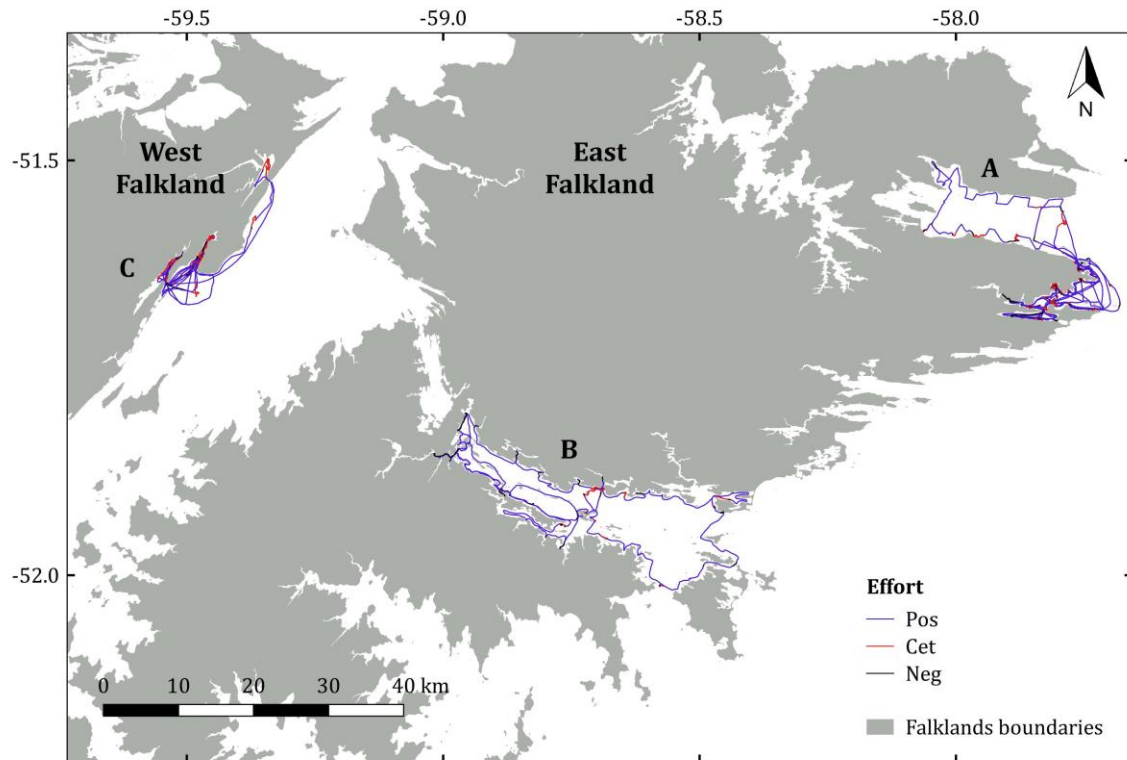 -59.5 -59.0 -58.5 -58.0
N
-51.5
West
Falkland
East
Falkland
A
C
B
-52.0
Effort
Pos
Cet
Neg
Falklands boundaries
0 10 20 30 40 km